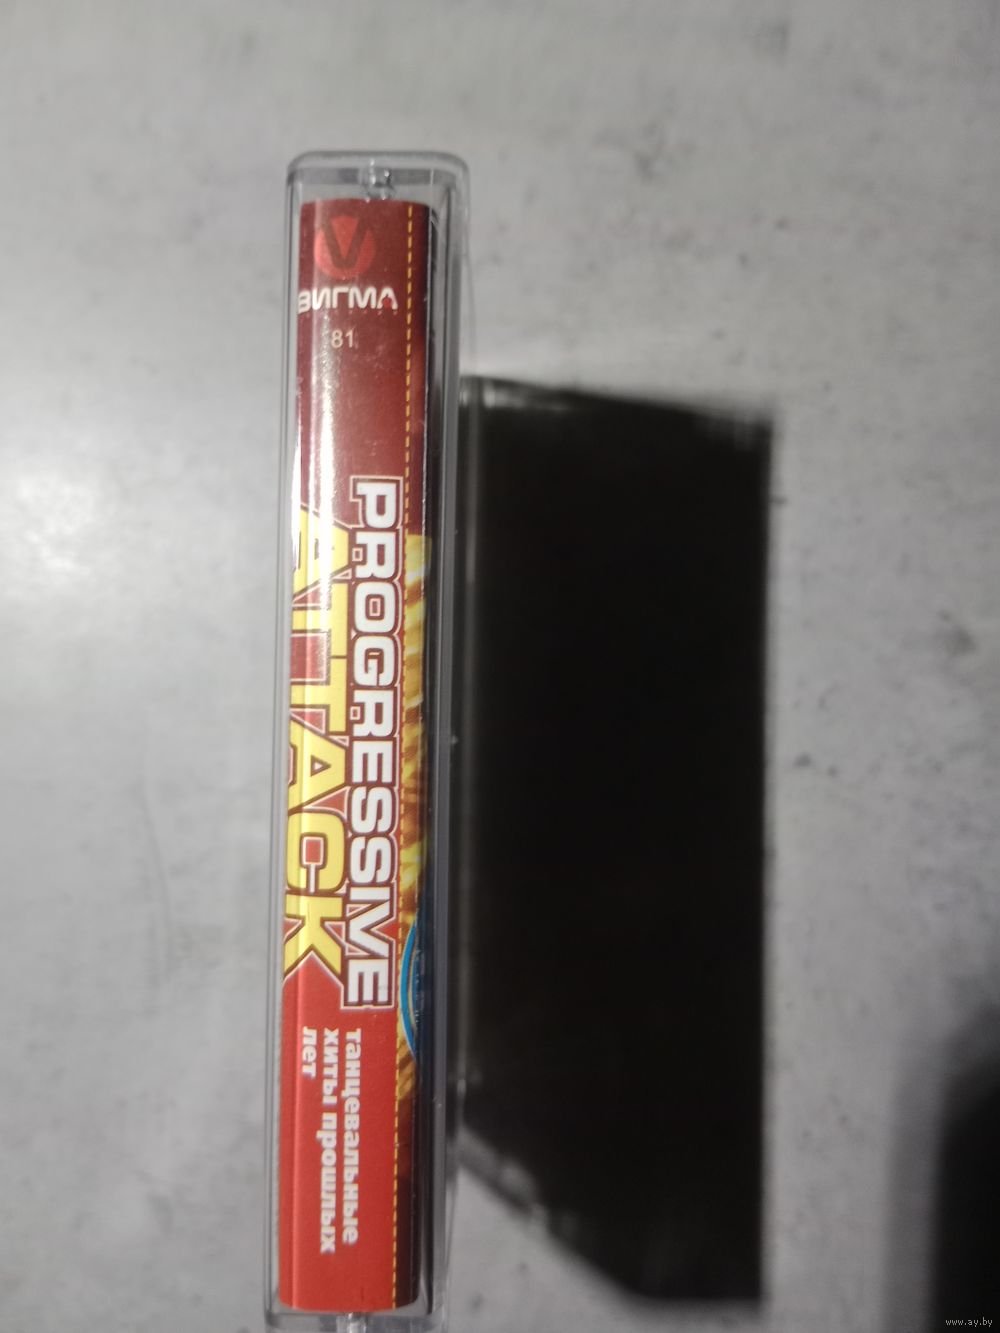 V
ВИГМА
81
PROGRESSIVE
ATTACK
танцевальные
хиты прошлых
лет
www.ay.by